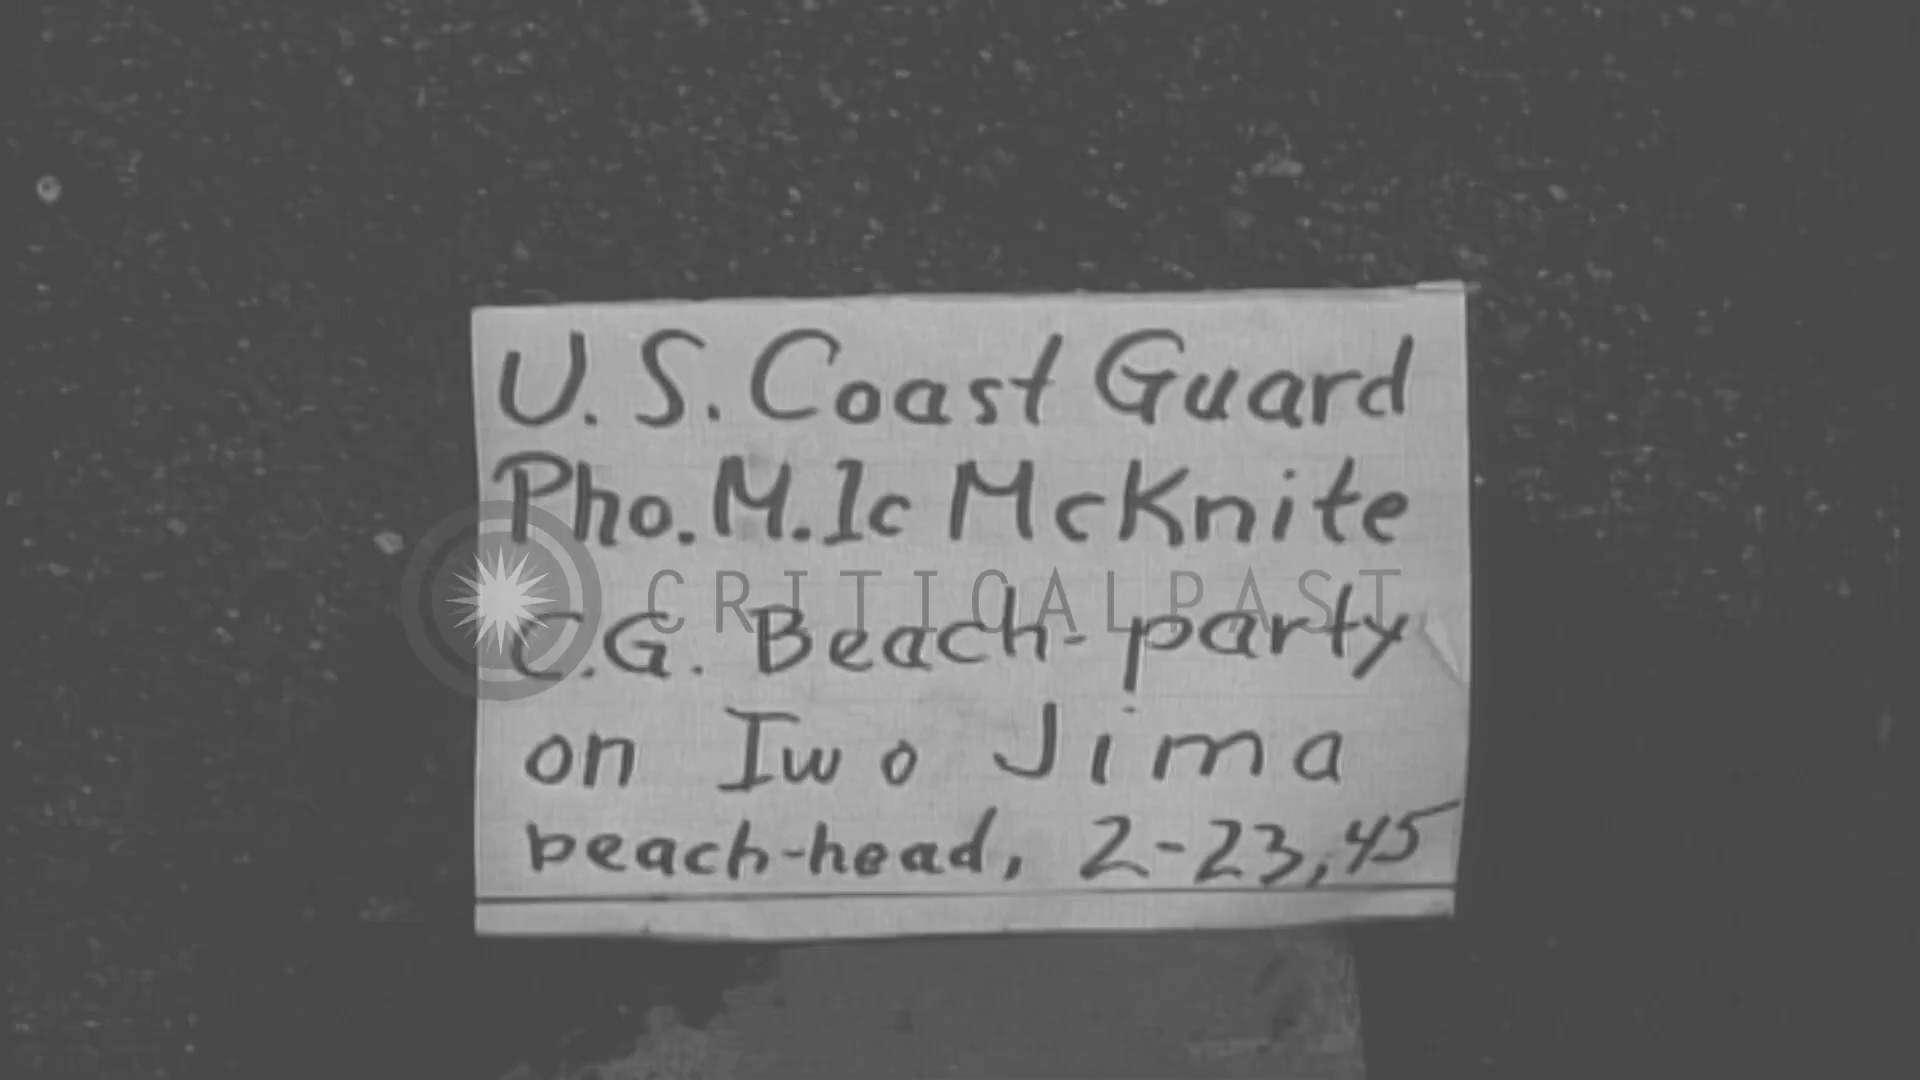 U.S. Coast Guard
Pho.M.1c McKnite
CRITICALPAST
C.G. Beach-party
on Iwo Jima
beach-head, 2-23,45